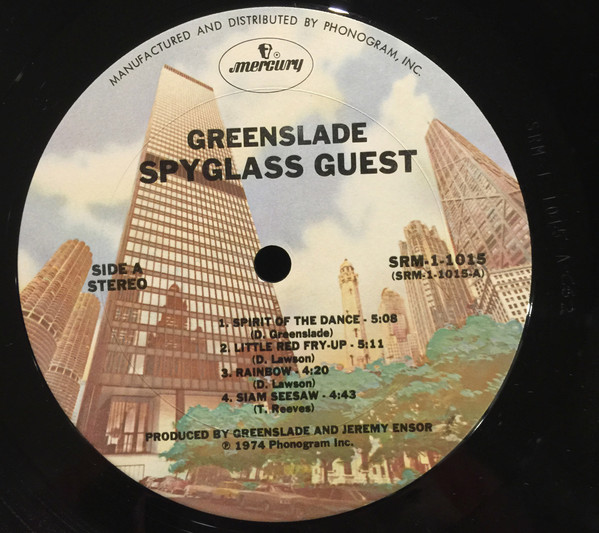 MANUFACTURED AND DISTRIBUTED BY PHONOGRAM, INC.
mercury
GREENSLADE
SPYGLASS GUEST
SIDE A
STEREO
SRM-1-1015
(SRM-1-1015-A)
1. SPIRIT OF THE DANCE - 5:08
(D. Greenslade)
2. LITTLE RED FRY-UP - 5:11
(D. Lawson)
3. RAINBOW - 4:20
(D. Lawson)
4. SIAM SEESAW - 4:43
(T. Reeves)
PRODUCED BY GREENSLADE AND JEREMY ENSOR
℗ 1974 Phonogram Inc.